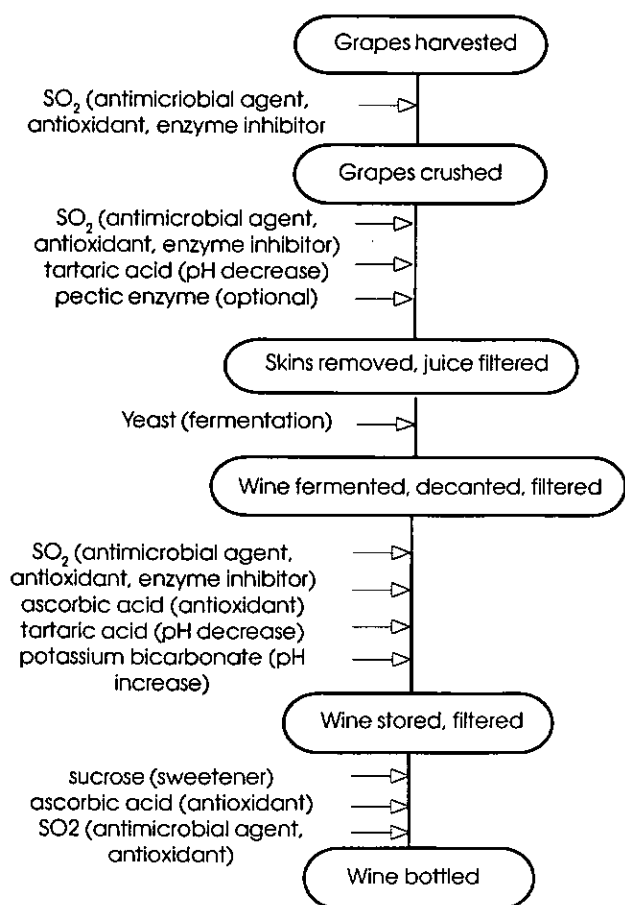 Grapes harvested
SO₂ (antimicriobial agent,
antioxidant, enzyme inhibitor
Grapes crushed
SO₂ (antimicrobial agent,
antioxidant, enzyme inhibitor)
tartaric acid (pH decrease)
pectic enzyme (optional)
Skins removed, juice filtered
Yeast (fermentation)
Wine fermented, decanted, filtered
SO₂ (antimicrobial agent,
antioxidant, enzyme inhibitor)
ascorbic acid (antioxidant)
tartaric acid (pH decrease)
potassium bicarbonate (pH
increase)
Wine stored, filtered
sucrose (sweetener)
ascorbic acid (antioxidant)
SO2 (antimicrobial agent,
antioxidant)
Wine bottled